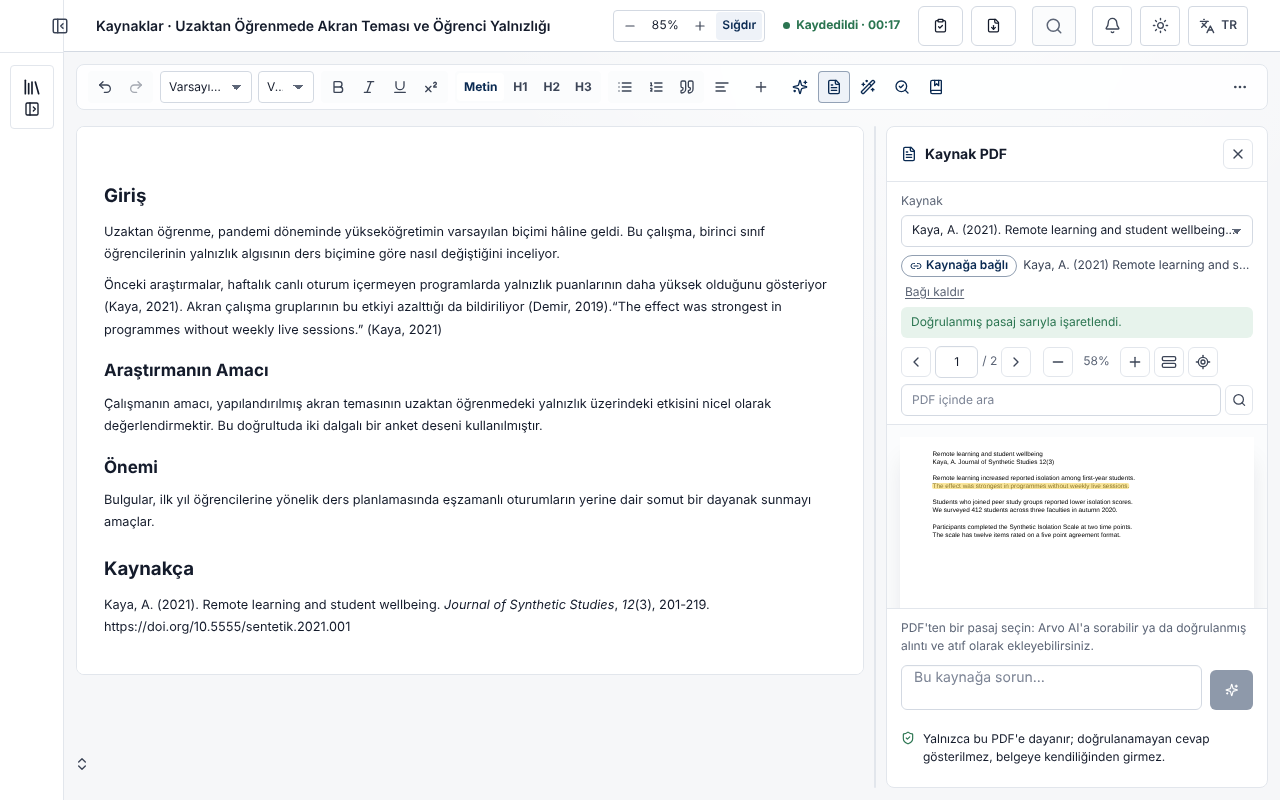 Kaynaklar · Uzaktan Öğrenmede Akran Teması ve Öğrenci Yalnızlığı
85%
Sığdır
Kaydedildi · 00:17
TR
Varsayı...
V...
B I U x²
Metin H1 H2 H3
Giriş
Uzaktan öğrenme, pandemi döneminde yükseköğretimin varsayılan biçimi hâline geldi. Bu çalışma, birinci sınıf
öğrencilerinin yalnızlık algısının ders biçimine göre nasıl değiştiğini inceliyor.
Önceki araştırmalar, haftalık canlı oturum içermeyen programlarda yalnızlık puanlarının daha yüksek olduğunu gösteriyor
(Kaya, 2021). Akran çalışma gruplarının bu etkiyi azalttığı da bildiriliyor (Demir, 2019).“The effect was strongest in
programmes without weekly live sessions.” (Kaya, 2021)
Araştırmanın Amacı
Çalışmanın amacı, yapılandırılmış akran temasının uzaktan öğrenmedeki yalnızlık üzerindeki etkisini nicel olarak
değerlendirmektir. Bu doğrultuda iki dalgalı bir anket deseni kullanılmıştır.
Önemi
Bulgular, ilk yıl öğrencilerine yönelik ders planlamasında eşzamanlı oturumların yerine dair somut bir dayanak sunmayı
amaçlar.
Kaynakça
Kaya, A. (2021). Remote learning and student wellbeing. Journal of Synthetic Studies, 12(3), 201-219.
https://doi.org/10.5555/sentetik.2021.001
Kaynak PDF
Kaynak
Kaya, A. (2021). Remote learning and student wellbeing...
Kaynağa bağlı
Kaya, A. (2021) Remote learning and s...
Bağı kaldır
Doğrulanmış pasaj sarıyla işaretlendi.
1 / 2
58%
PDF içinde ara
Remote learning and student wellbeing
Kaya, A. Journal of Synthetic Studies 12(3)
Remote learning increased reported isolation among first-year students.
The effect was strongest in programmes without weekly live sessions.
Students who joined peer study groups reported lower isolation scores.
We surveyed 412 students across three faculties in autumn 2020.
Participants completed the Synthetic Isolation Scale at two time points.
The scale has twelve items rated on a five point agreement format.
PDF'ten bir pasaj seçin: Arvo AI'a sorabilir ya da doğrulanmış
alıntı ve atıf olarak ekleyebilirsiniz.
Bu kaynağa sorun...
Yalnızca bu PDF'e dayanır; doğrulanamayan cevap
gösterilmez, belgeye kendiliğinden girmez.